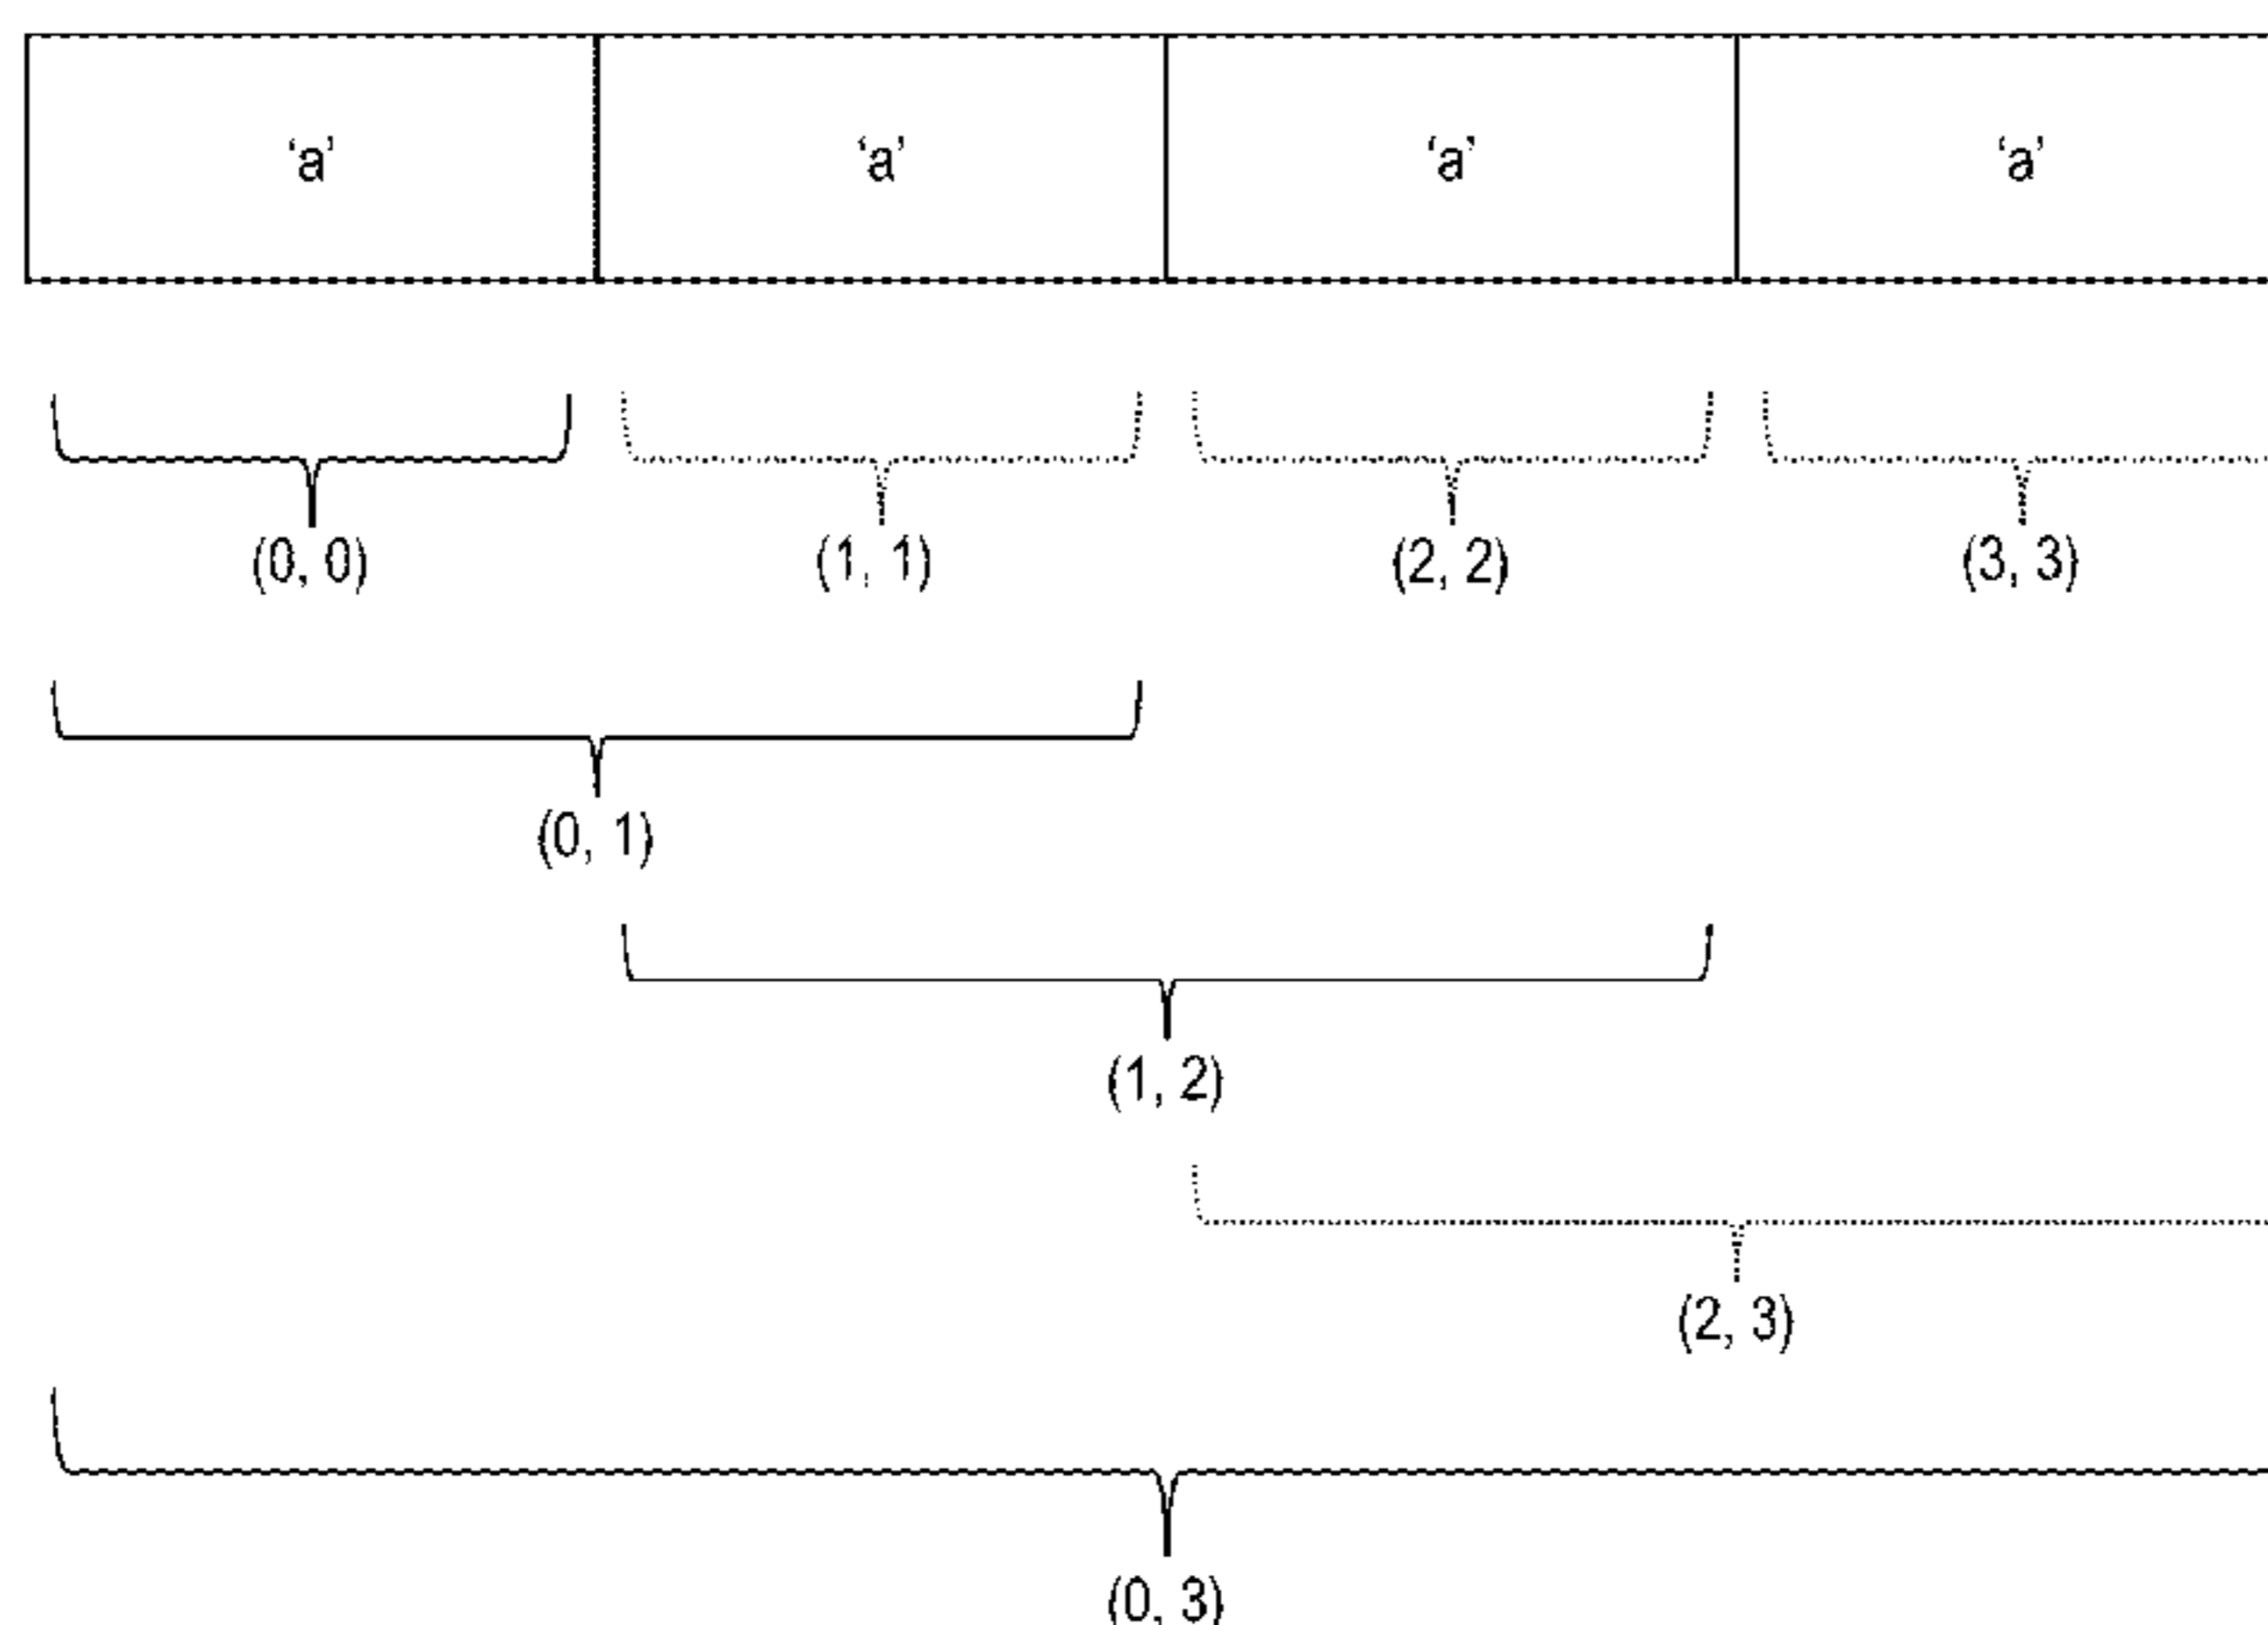 ‘a’ ‘a’ ‘a’ ‘a’
(0, 0) (1, 1) (2, 2) (3, 3)
(0, 1)
(1, 2)
(2, 3)
(0, 3)